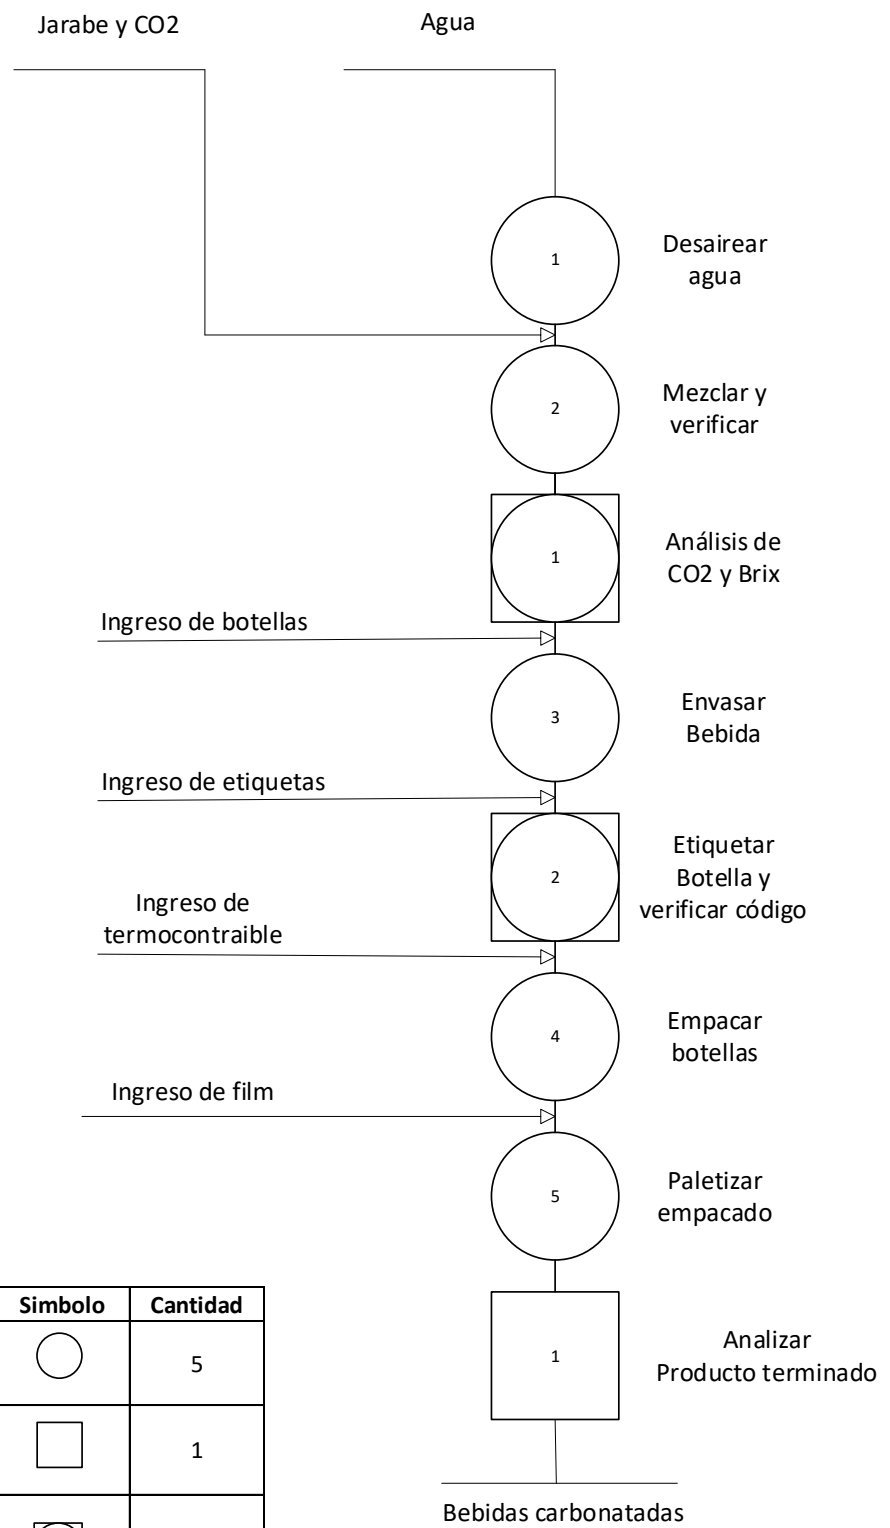 Jarabe y CO2
Agua
1
Desairear
agua
2
Mezclar y
verificar
1
Análisis de
CO2 y Brix
Ingreso de botellas
3
Envasar
Bebida
Ingreso de etiquetas
2
Etiquetar
Botella y
verificar código
Ingreso de
termocontraible
4
Empacar
botellas
Ingreso de film
5
Paletizar
empacado
1
Analizar
Producto terminado
Simbolo Cantidad
5
1
Bebidas carbonatadas